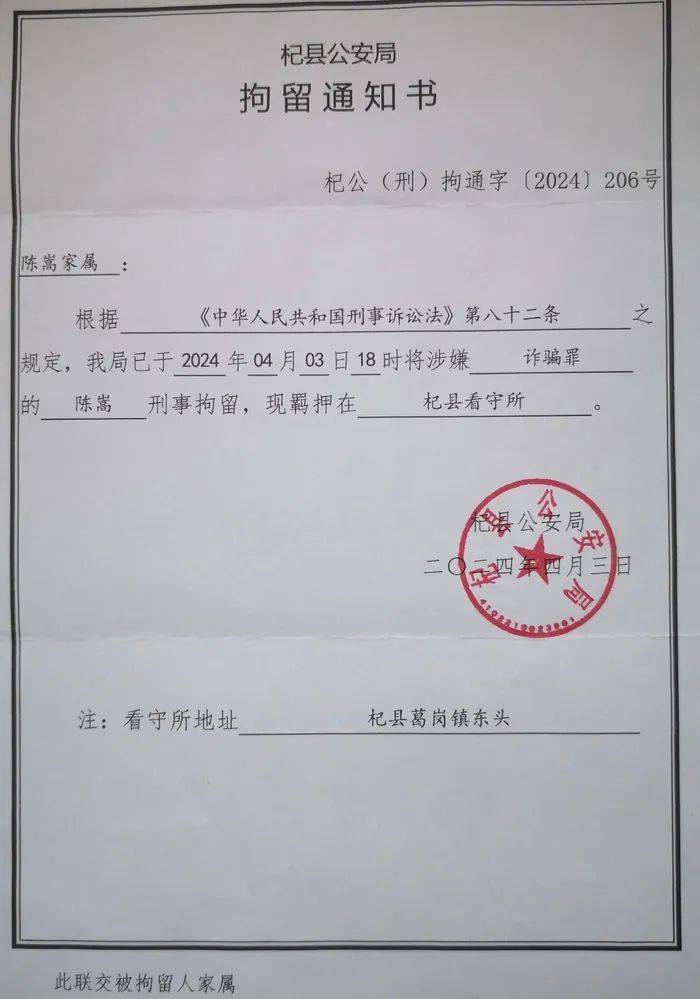 杞县公安局
拘留通知书
杞公（刑）拘通字〔2024〕206号
陈嵩家属：
根据《中华人民共和国刑事诉讼法》第八十二条之
规定，我局已于2024年04月03日18时将涉嫌诈骗罪
的陈嵩刑事拘留，现羁押在杞县看守所。
杞县公安局
二〇二四年四月三日
杞县公安局
4102210023861
注：看守所地址杞县葛岗镇东头
此联交被拘留人家属